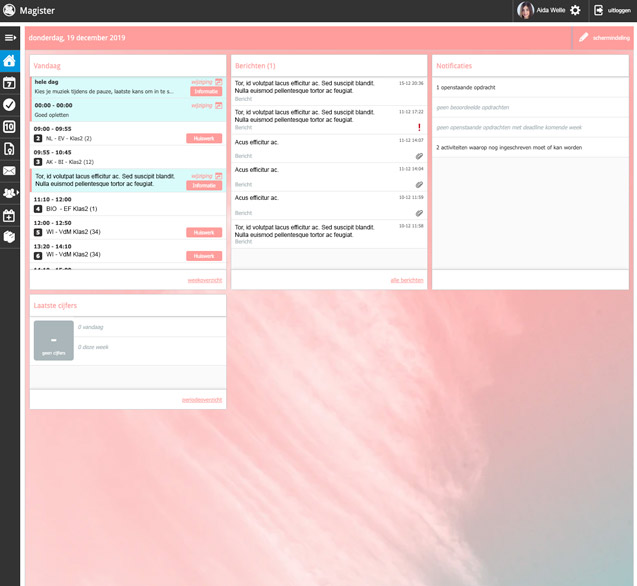 Magister
Aida Welle
uitloggen
donderdag, 19 december 2019
schermindeling
Vandaag
hele dag
wijziging
Kies je muziek tijdens de pauze, laatste kans om in te s...
Informatie
00:00 - 00:00
wijziging
Goed opletten
09:00 - 09:55
2 NL - EV - Klas2 (2)
Huiswerk
09:55 - 10:45
3 AK - BI - Klas2 (12)
Tor, id volutpat lacus efficitur ac. Sed suscipit blandit.
Nulla euismod pellentesque tortor ac feugiat.
wijziging
Informatie
11:10 - 12:00
4 BIO - EF Klas2 (1)
12:00 - 12:50
5 WI - VdM Klas2 (34)
Huiswerk
13:20 - 14:10
6 WI - VdM Klas2 (34)
Huiswerk
weekoverzicht
Berichten (1)
Tor, id volutpat lacus efficitur ac. Sed suscipit blandit.
Nulla euismod pellentesque tortor ac feugiat.
15-12 20:36
Bericht
Tor, id volutpat lacus efficitur ac. Sed suscipit blandit.
Nulla euismod pellentesque tortor ac feugiat.
11-12 17:22
Bericht
Acus efficitur ac.
11-12 14:07
Bericht
Acus efficitur ac.
11-12 14:04
Bericht
Acus efficitur ac.
10-12 11:59
Bericht
Tor, id volutpat lacus efficitur ac. Sed suscipit blandit.
Nulla euismod pellentesque tortor ac feugiat.
10-12 11:58
Bericht
alle berichten
Notificaties
1 openstaande opdracht
geen beoordeelde opdrachten
geen openstaande opdrachten met deadline komende week
2 activiteiten waarop nog ingeschreven moet of kan worden
Laatste cijfers
-
geen cijfers
0 vandaag
0 deze week
periodeoverzicht
7
10